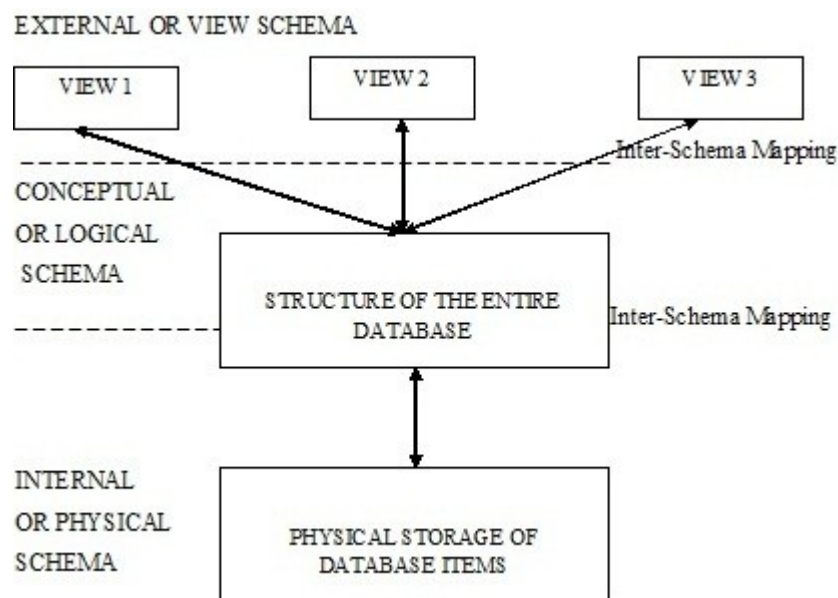 EXTERNAL OR VIEW SCHEMA
VIEW 1
VIEW 2
VIEW 3
Inter-Schema Mapping
CONCEPTUAL
OR LOGICAL
SCHEMA
STRUCTURE OF THE ENTIRE
DATABASE
Inter-Schema Mapping
INTERNAL
OR PHYSICAL
SCHEMA
PHYSICAL STORAGE OF
DATABASE ITEMS